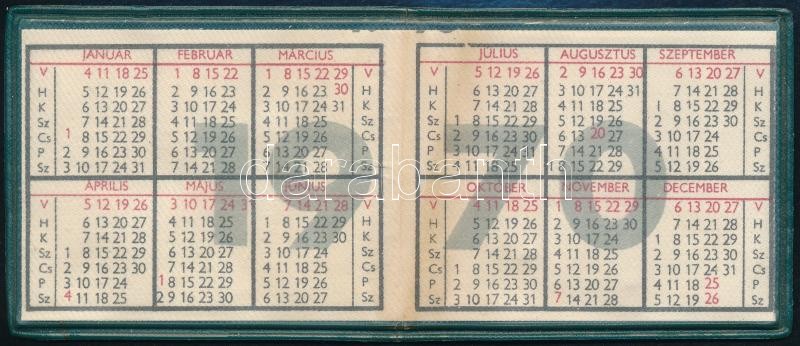 JANUÁR FEBRUÁR MÁRCIUS
V 4 11 18 25 1 8 15 22 1 8 15 22 29 V
H 5 12 19 26 2 9 16 23 2 9 16 23 30 H
K 6 13 20 27 3 10 17 24 3 10 17 24 31 K
Sz 7 14 21 28 4 11 18 25 4 11 18 25 Sz
Cs 1 8 15 22 29 5 12 19 26 5 12 19 26 Cs
P 2 9 16 23 30 6 13 20 27 6 13 20 27 P
Sz 3 10 17 24 31 7 14 21 28 7 14 21 28 Sz
ÁPRILIS MÁJUS JÚNIUS
V 5 12 19 26 3 10 17 24 31 7 14 21 28 V
H 6 13 20 27 4 11 18 25 1 8 15 22 29 H
K 7 14 21 28 5 12 19 26 2 9 16 23 30 K
Sz 1 8 15 22 29 6 13 20 27 3 10 17 24 Sz
Cs 2 9 16 23 30 7 14 21 28 4 11 18 25 Cs
P 3 10 17 24 1 8 15 22 29 5 12 19 26 P
Sz 4 11 18 25 2 9 16 23 30 6 13 20 27 Sz
JÚLIUS AUGUSZTUS SZEPTEMBER
V 5 12 19 26 2 9 16 23 30 6 13 20 27 V
H 6 13 20 27 3 10 17 24 31 7 14 21 28 H
K 7 14 21 28 4 11 18 25 1 8 15 22 29 K
Sz 1 8 15 22 29 5 12 19 26 2 9 16 23 30 Sz
Cs 2 9 16 23 30 6 13 20 27 3 10 17 24 Cs
P 3 10 17 24 31 7 14 21 28 4 11 18 25 P
Sz 4 11 18 25 1 8 15 22 29 5 12 19 26 Sz
OKTÓBER NOVEMBER DECEMBER
V 4 11 18 25 1 8 15 22 29 6 13 20 27 V
H 5 12 19 26 2 9 16 23 30 7 14 21 28 H
K 6 13 20 27 3 10 17 24 1 8 15 22 29 K
Sz 7 14 21 28 4 11 18 25 2 9 16 23 30 Sz
Cs 1 8 15 22 29 5 12 19 26 3 10 17 24 31 Cs
P 2 9 16 23 30 6 13 20 27 4 11 18 25 P
Sz 3 10 17 24 31 7 14 21 28 5 12 19 26 Sz
1970
darabanth.com